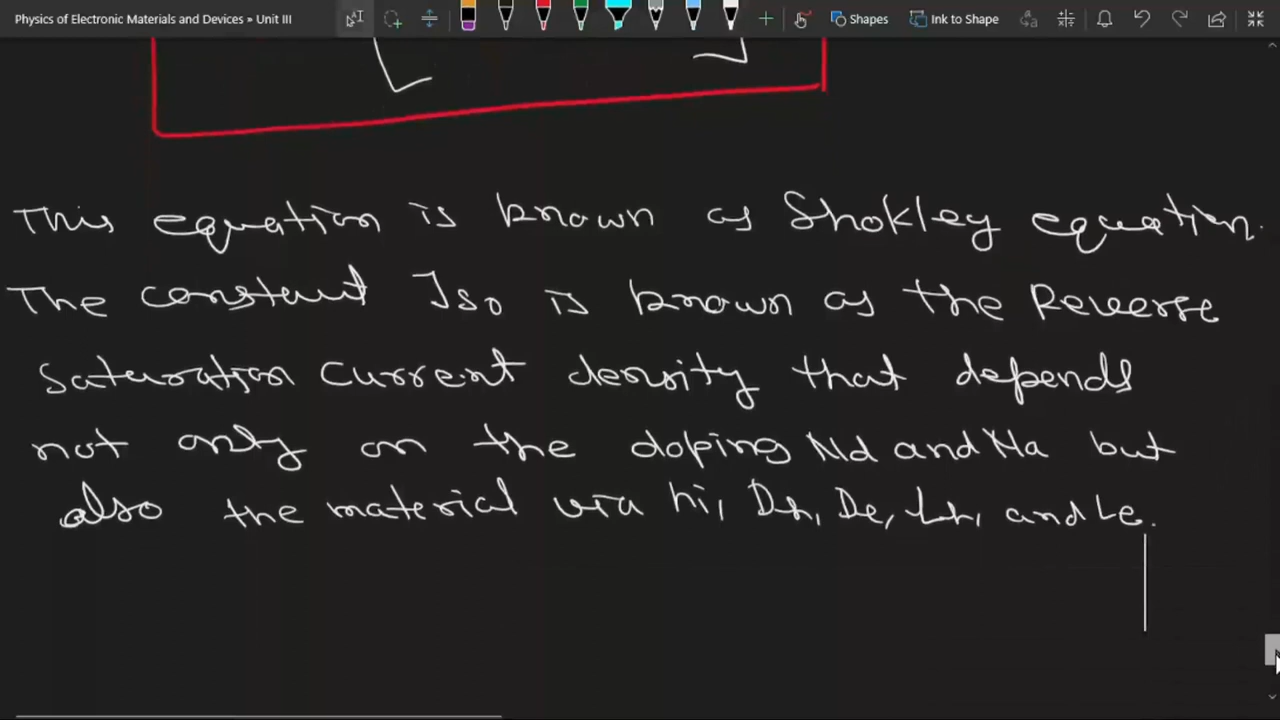 Physics of Electronic Materials and Devices » Unit III
Shapes
Ink to Shape
This equation is known as Shokley equation.
The constant Jso is known as the Reverse
Saturation current density that depends
not only on the doping Nd and Na but
also the material via ni, Dh, De, Lh, and Le.